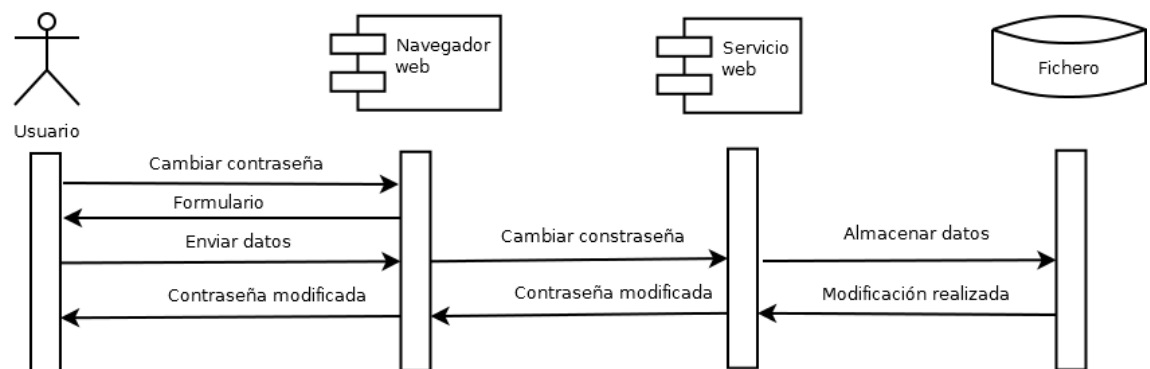 Navegador
web
Servicio
web
Fichero
Usuario
Cambiar contraseña
Formulario
Enviar datos
Cambiar constraseña
Almacenar datos
Contraseña modificada
Contraseña modificada
Modificación realizada